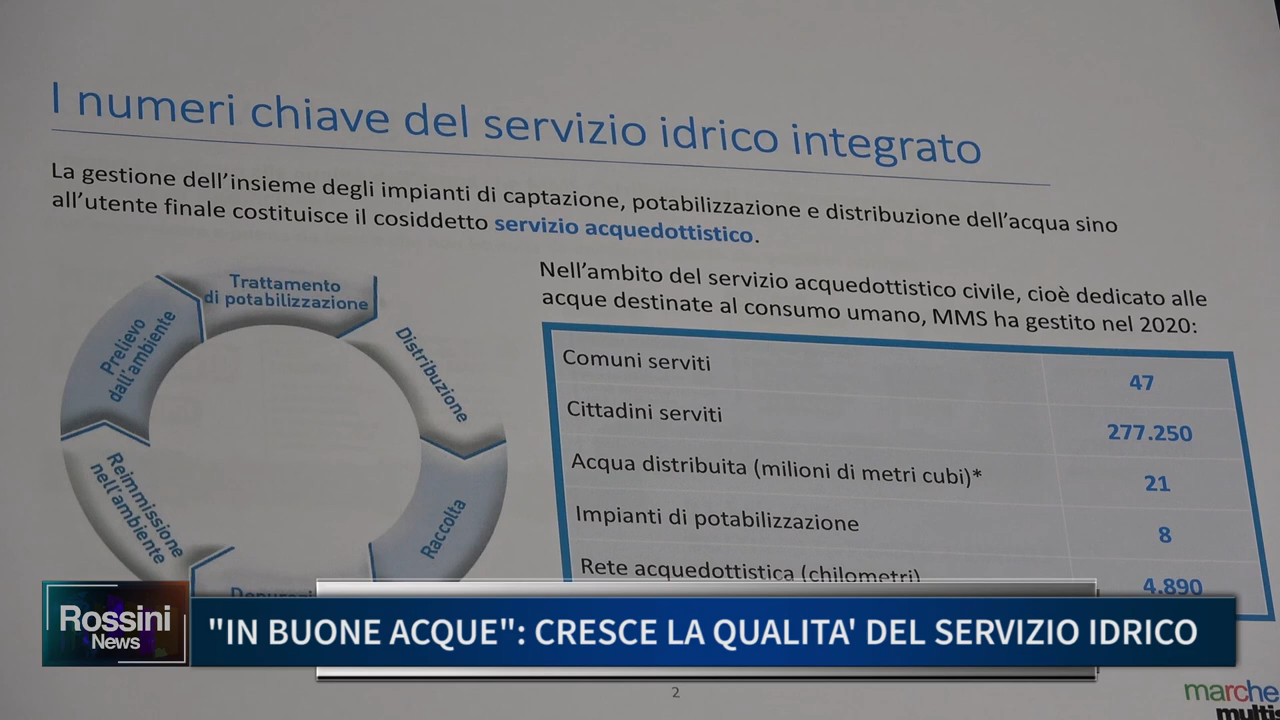 I numeri chiave del servizio idrico integrato
La gestione dell'insieme degli impianti di captazione, potabilizzazione e distribuzione dell'acqua sino
all'utente finale costituisce il cosiddetto servizio acquedottistico.
Trattamento
di potabilizzazione
Distribuzione
Raccolta
Reimmissione
nell'ambiente
Prelievo
dall'ambiente
Nell'ambito del servizio acquedottistico civile, cioè dedicato alle
acque destinate al consumo umano, MMS ha gestito nel 2020:
Comuni serviti 47
Cittadini serviti 277.250
Acqua distribuita (milioni di metri cubi)* 21
Impianti di potabilizzazione 8
Rete acquedottistica (chilometri) 4.890
Rossini
News
"IN BUONE ACQUE": CRESCE LA QUALITA' DEL SERVIZIO IDRICO
2
marche